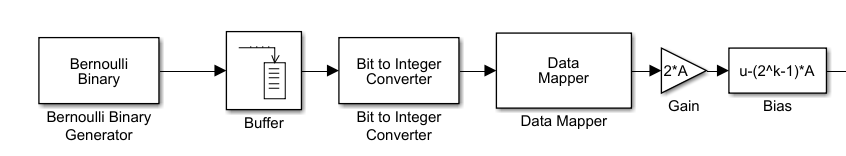 Bernoulli
Binary
Bernoulli Binary
Generator
Buffer
Bit to Integer
Converter
Bit to Integer
Converter
Data
Mapper
Data Mapper
2*A
Gain
u-(2^k-1)*A
Bias